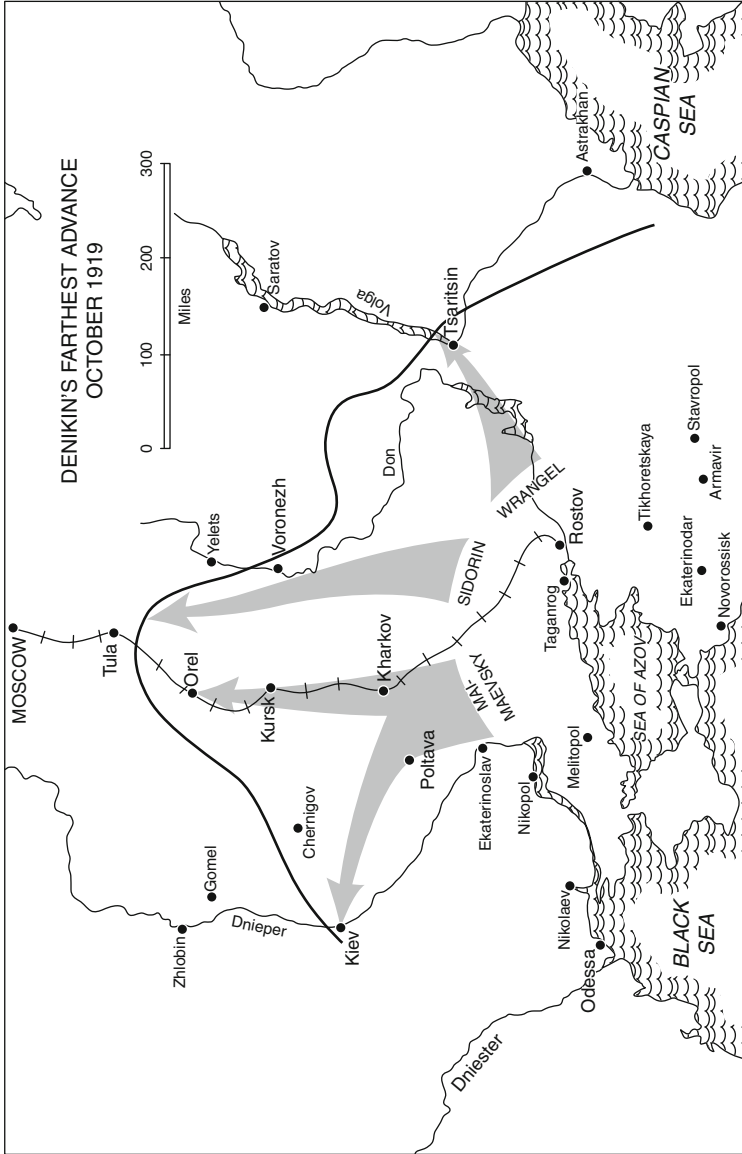 DENIKIN'S FARTHEST ADVANCE
OCTOBER 1919
Miles
0 100 200 300
MOSCOW
Tula
Orel
Kursk
Kharkov
Yelets
Voronezh
Saratov
Volga
Tsaritsin
Astrakhan
CASPIAN
SEA
Don
Zhlobin
Gomel
Dnieper
Chernigov
Kiev
Poltava
MAI-
MAEVSKY
SIDORIN
WRANGEL
Ekaterinoslav
Nikopol
Melitopol
Nikolaev
Odessa
Dniester
BLACK
SEA
SEA OF AZOV
Taganrog
Rostov
Tikhoretskaya
Stavropol
Armavir
Ekaterinodar
Novorossisk